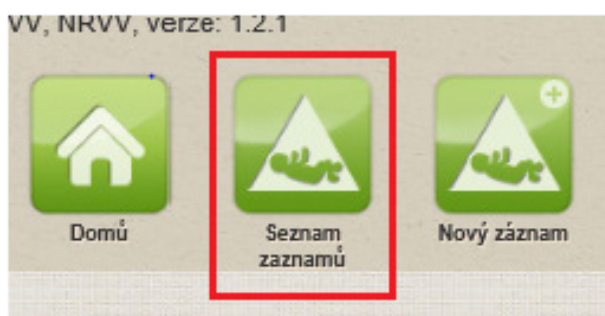 VV, NRVV, verze: 1.2.1
Domů
Seznam
zaznamů
Nový záznam